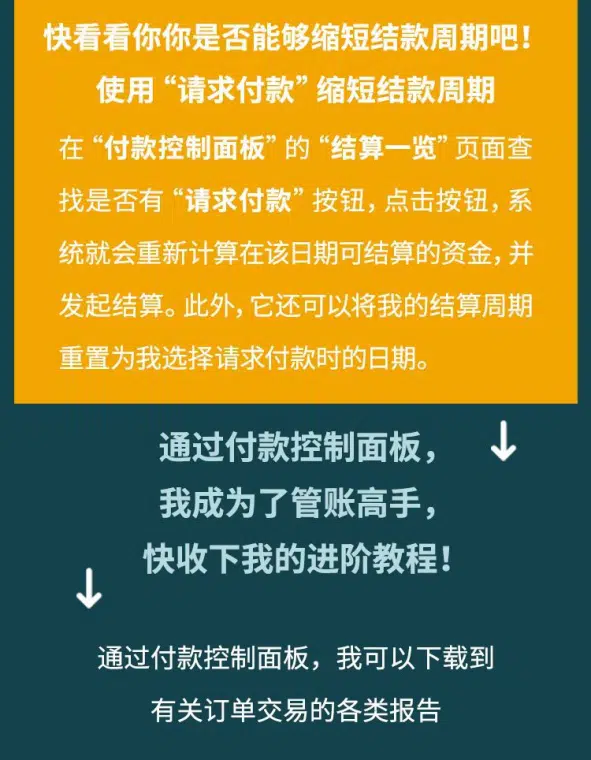 快看看你你是否能够缩短结款周期吧！
使用“请求付款”缩短结款周期
在“付款控制面板”的“结算一览”页面查
找是否有“请求付款”按钮，点击按钮，系
统就会重新计算在该日期可结算的资金，并
发起结算。此外，它还可以将我的结算周期
重置为我选择请求付款时的日期。
通过付款控制面板，
我成为了管账高手，
快收下我的进阶教程！
通过付款控制面板，我可以下载到
有关订单交易的各类报告